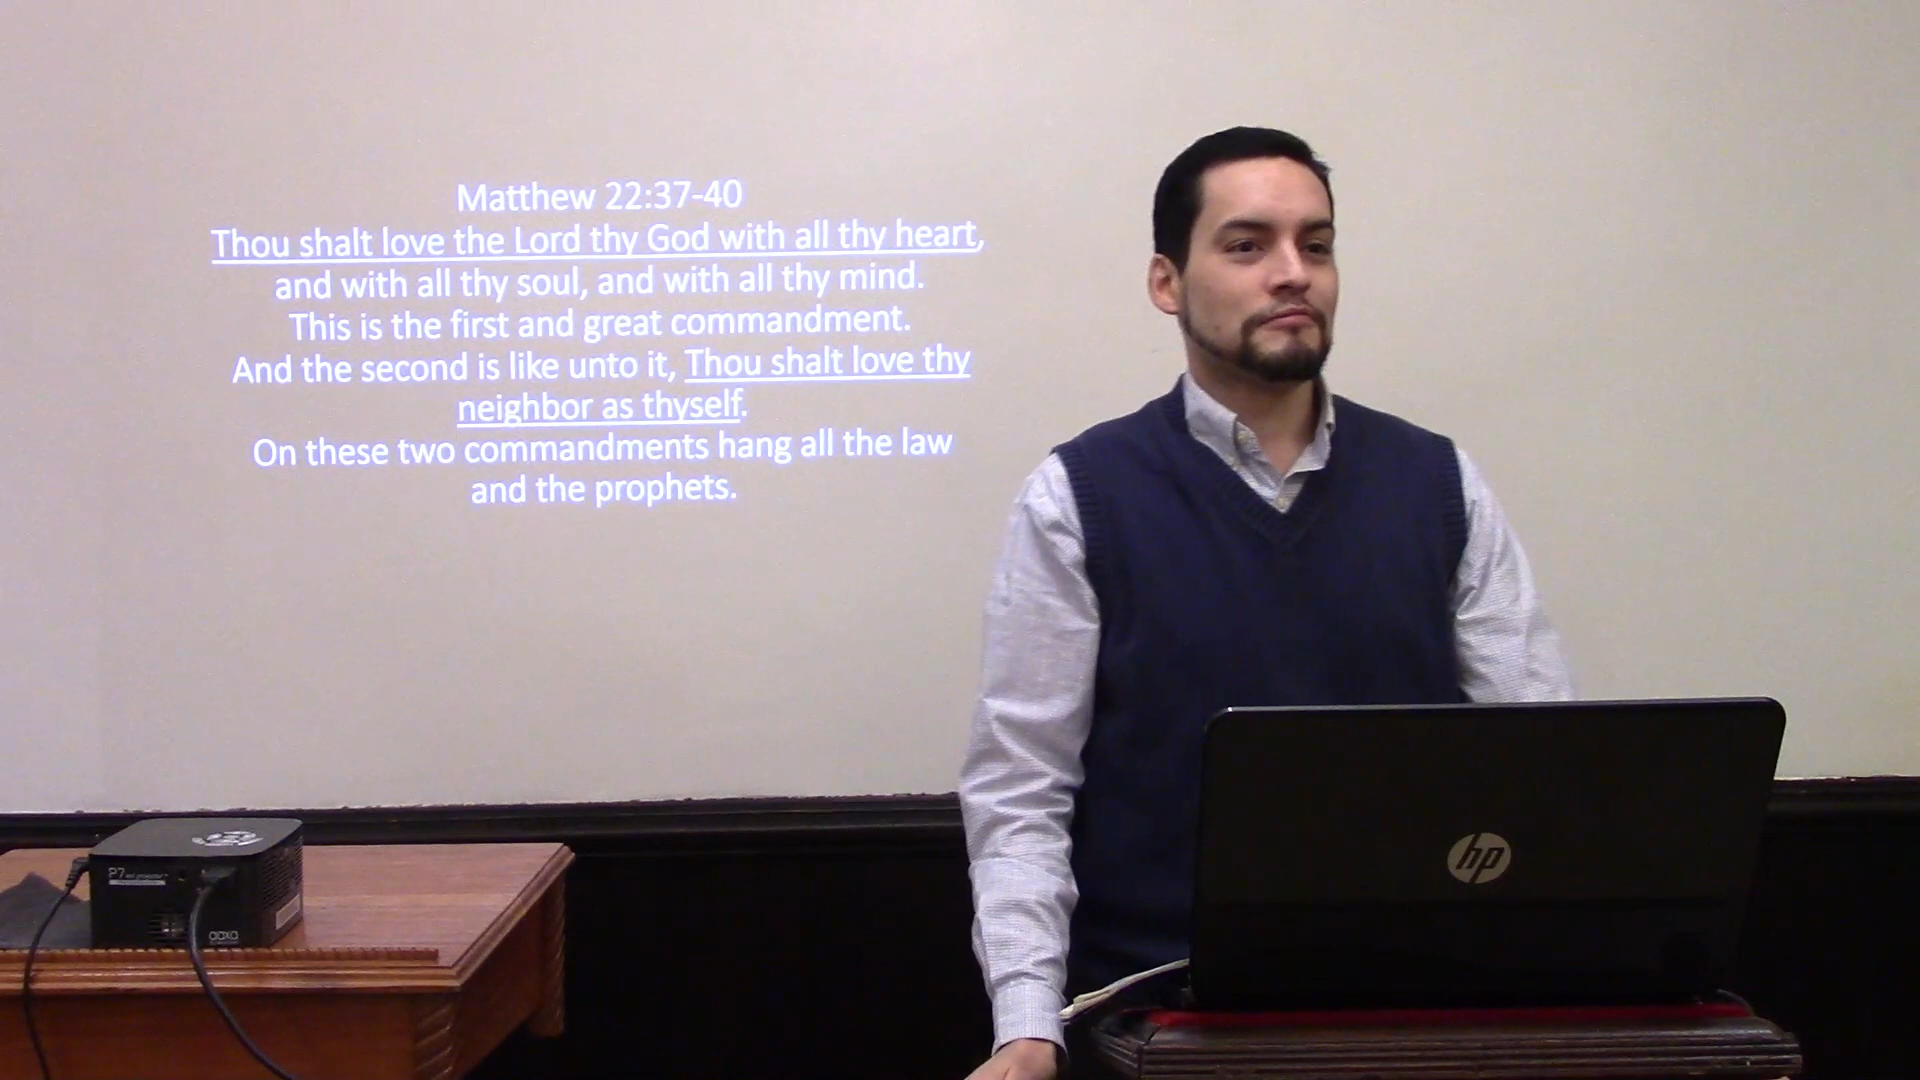 Matthew 22:37-40
Thou shalt love the Lord thy God with all thy heart,
and with all thy soul, and with all thy mind.
This is the first and great commandment.
And the second is like unto it, Thou shalt love thy
neighbor as thyself.
On these two commandments hang all the law
and the prophets.
P7
aaxa
hp